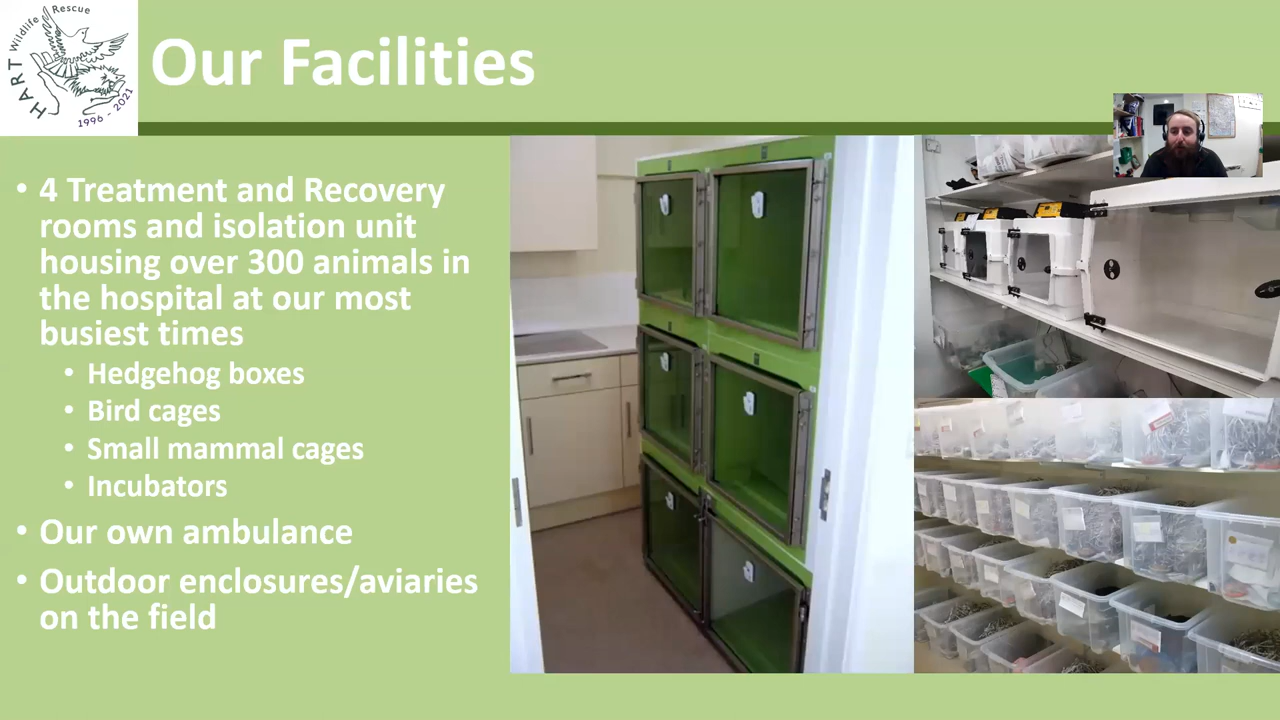 HART Wildlife Rescue
1996 - 2021
Our Facilities
• 4 Treatment and Recovery
rooms and isolation unit
housing over 300 animals in
the hospital at our most
busiest times
• Hedgehog boxes
• Bird cages
• Small mammal cages
• Incubators
• Our own ambulance
• Outdoor enclosures/aviaries
on the field